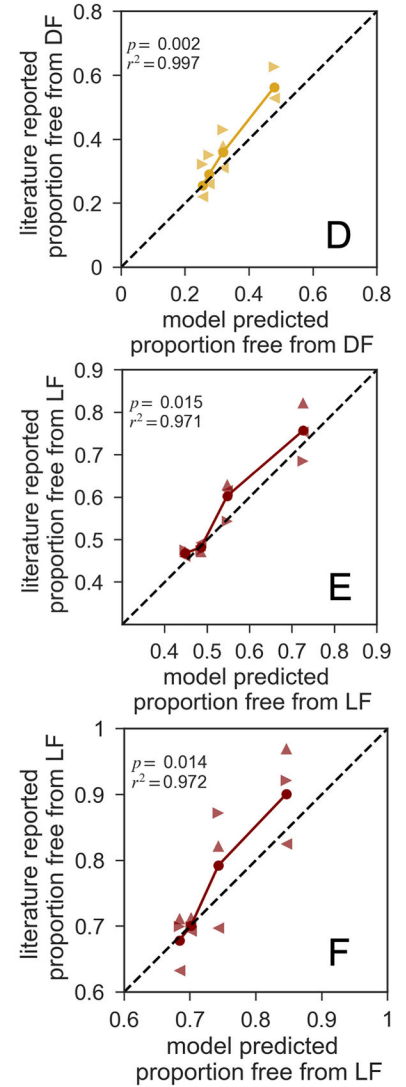 0.8
p = 0.002
r² = 0.997
0.6
0.4
0.2
0
literature reported
proportion free from DF
D
0 0.2 0.4 0.6 0.8
model predicted
proportion free from DF
0.9
p = 0.015
r² = 0.971
0.8
0.7
0.6
0.5
0.4
literature reported
proportion free from LF
E
0.4 0.5 0.6 0.7 0.8 0.9
model predicted
proportion free from LF
1
p = 0.014
r² = 0.972
0.9
0.8
0.7
0.6
literature reported
proportion free from LF
F
0.6 0.7 0.8 0.9 1
model predicted
proportion free from LF